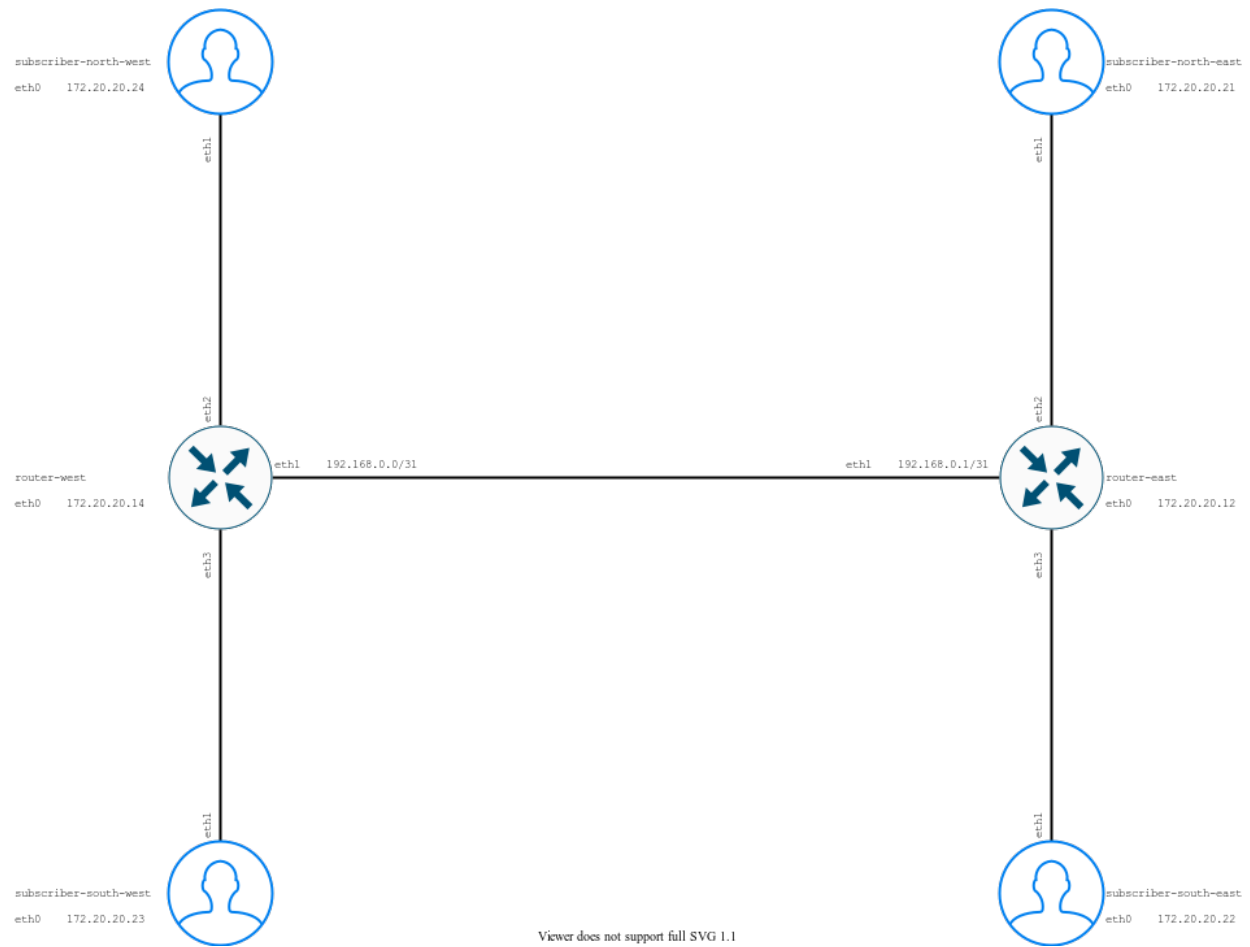 subscriber-north-west
eth0 172.20.20.24
subscriber-north-east
eth0 172.20.20.21
eth1
eth1
eth2
eth2
eth1 192.168.0.0/31
eth1 192.168.0.1/31
router-west
eth0 172.20.20.14
router-east
eth0 172.20.20.12
eth3
eth3
eth1
eth1
subscriber-south-west
eth0 172.20.20.23
subscriber-south-east
eth0 172.20.20.22
Viewer does not support full SVG 1.1